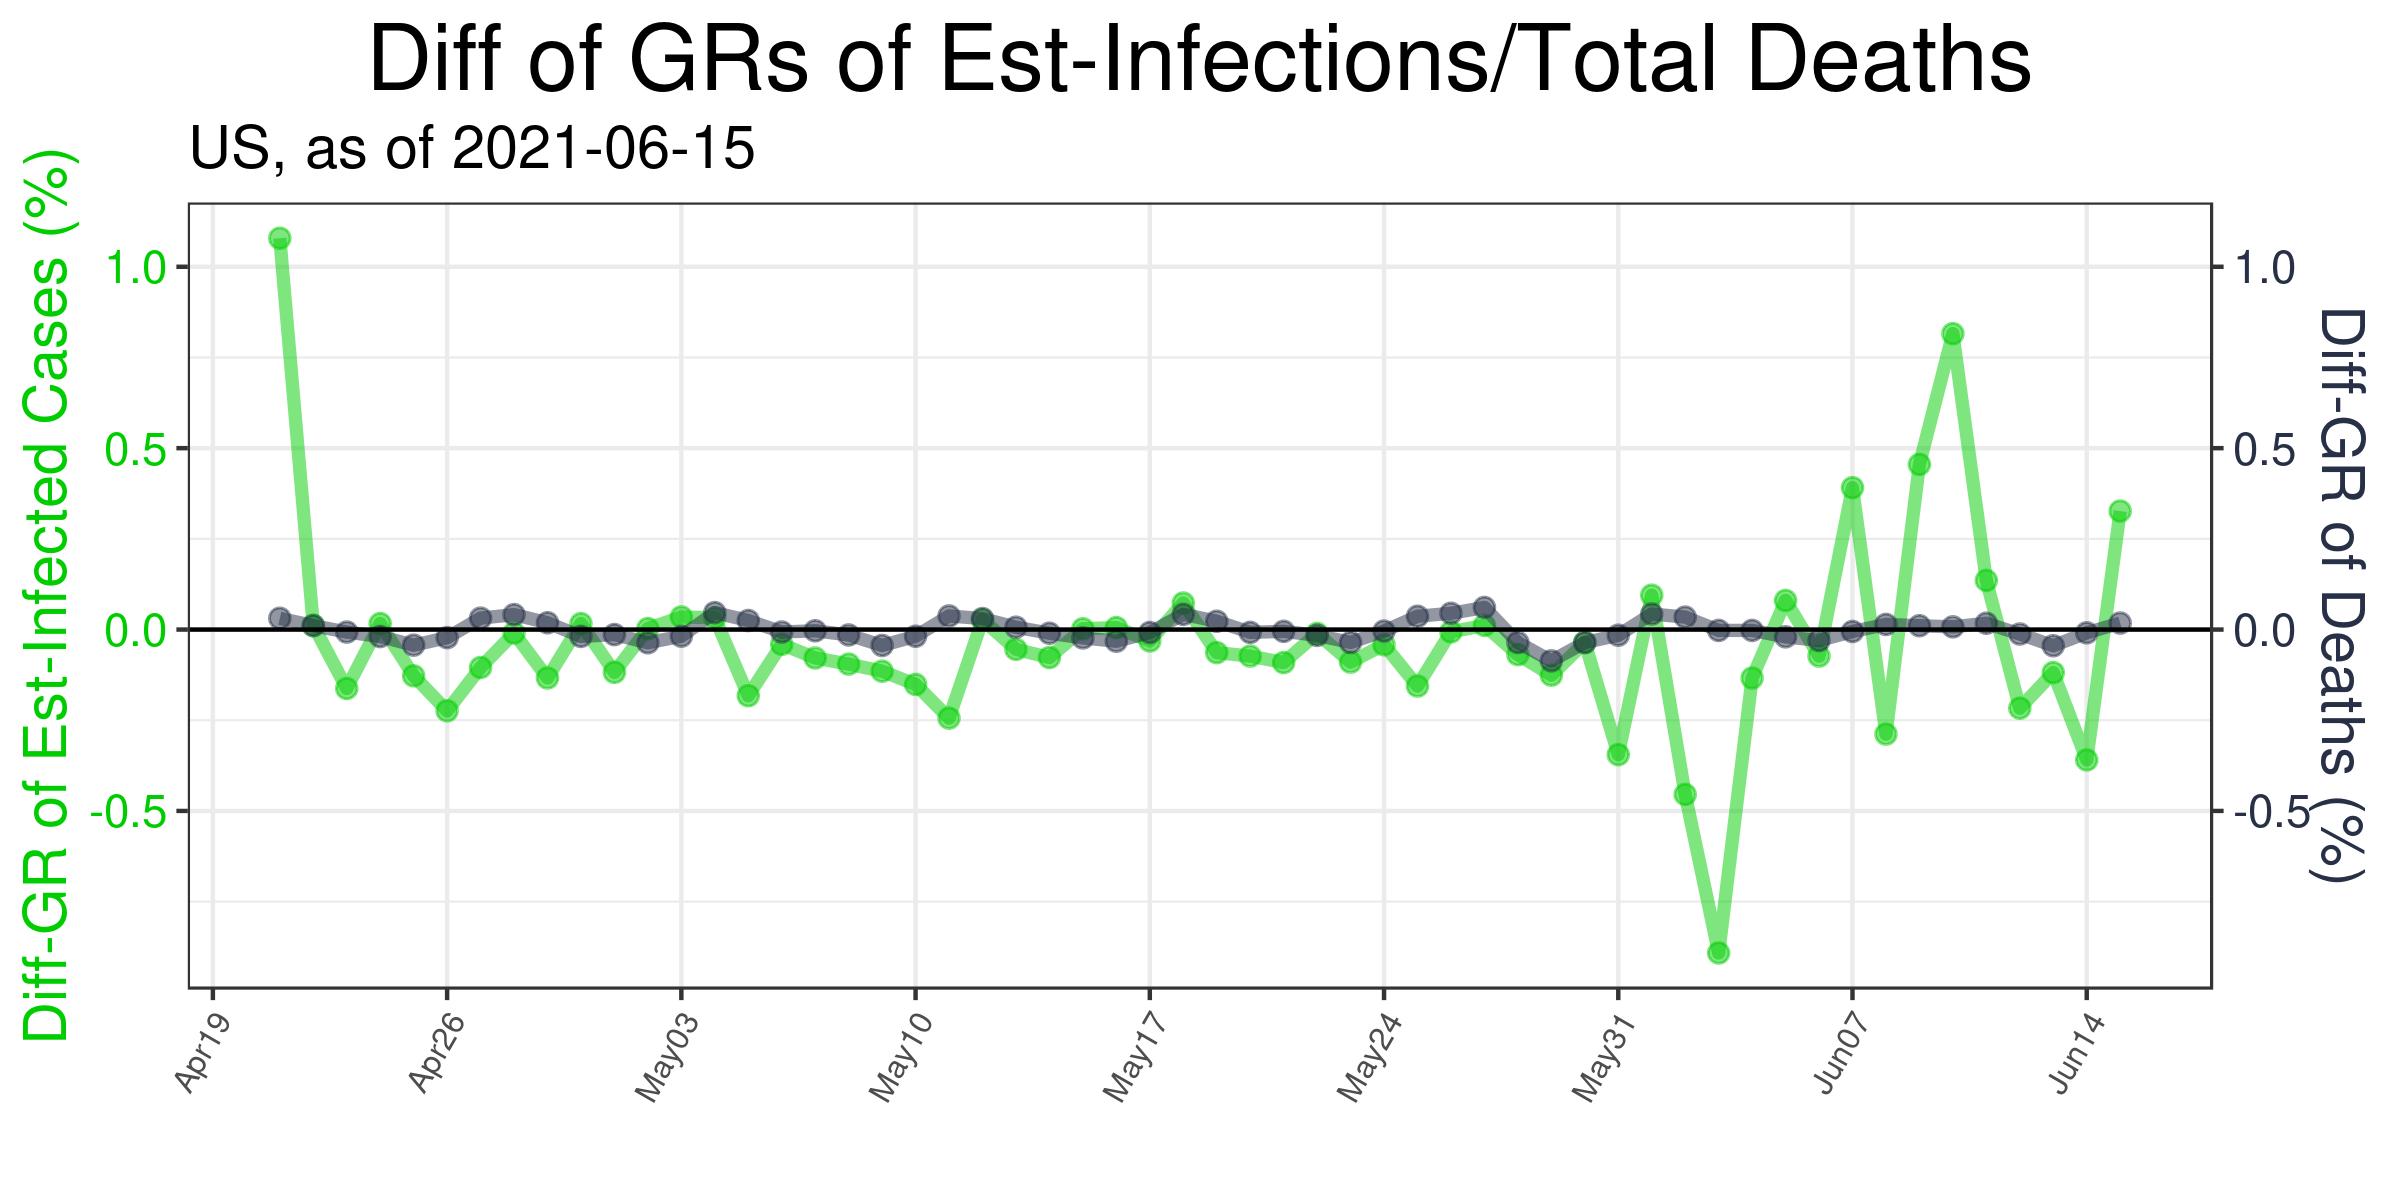 Diff of GRs of Est-Infections/Total Deaths
US, as of 2021-06-15
Diff-GR of Est-Infected Cases (%)
1.0
0.5
0.0
-0.5
1.0
0.5
0.0
-0.5
Diff-GR of Deaths (%)
Apr19
Apr26
May03
May10
May17
May24
May31
Jun07
Jun14